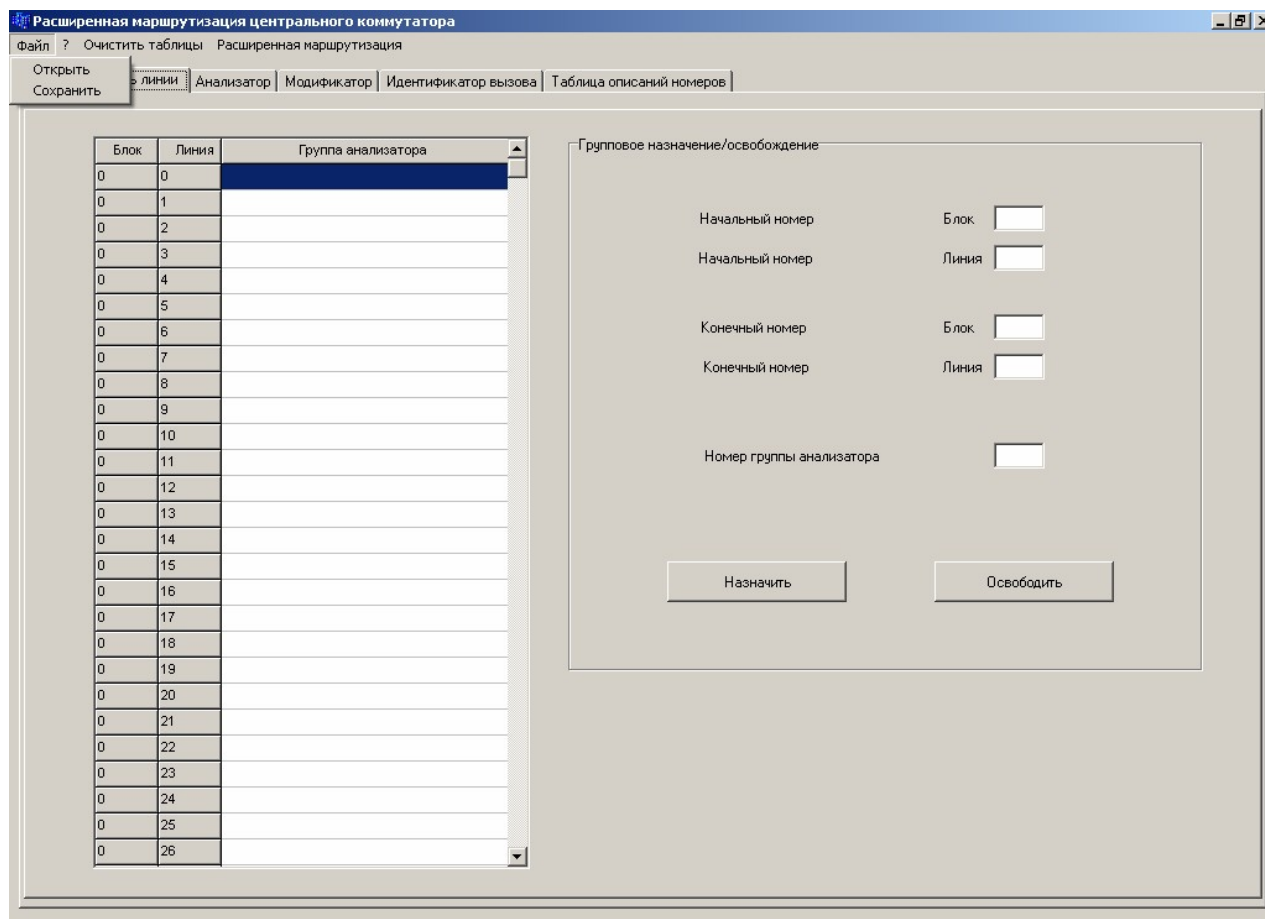 Расширенная маршрутизация центрального коммутатора
Файл ? Очистить таблицы Расширенная маршрутизация
Открыть
Сохранить
линии Анализатор Модификатор Идентификатор вызова Таблица описаний номеров
Блок Линия Группа анализатора
0 0
0 1
0 2
0 3
0 4
0 5
0 6
0 7
0 8
0 9
0 10
0 11
0 12
0 13
0 14
0 15
0 16
0 17
0 18
0 19
0 20
0 21
0 22
0 23
0 24
0 25
0 26
Групповое назначение/освобождение
Начальный номер Блок
Начальный номер Линия
Конечный номер Блок
Конечный номер Линия
Номер группы анализатора
Назначить Освободить